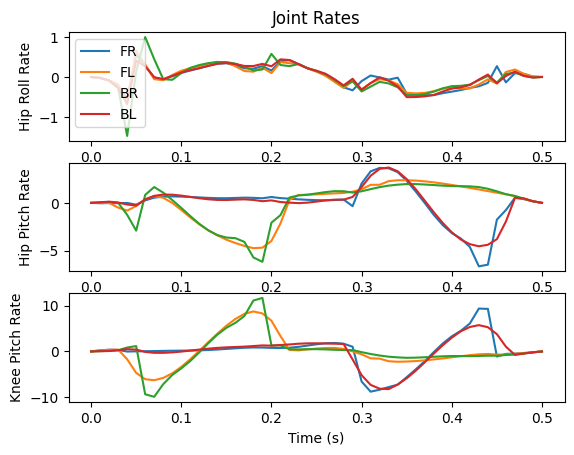 Joint Rates
Hip Roll Rate
1
0
−1
FR
FL
BR
BL
0.0 0.1 0.2 0.3 0.4 0.5
Hip Pitch Rate
0
−5
0.0 0.1 0.2 0.3 0.4 0.5
Knee Pitch Rate
10
0
−10
0.0 0.1 0.2 0.3 0.4 0.5
Time (s)